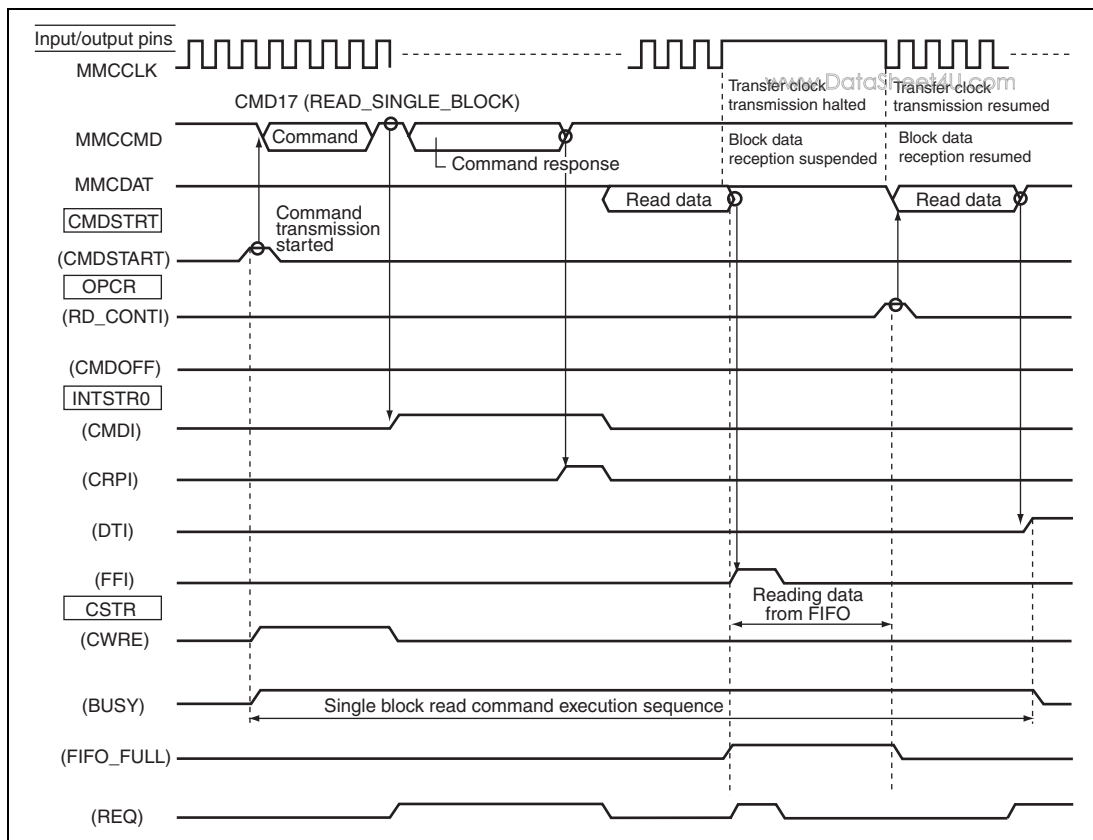 Input/output pins
MMCCLK
www.DataSheet4U.com
Transfer clock
transmission halted
Transfer clock
transmission resumed
CMD17 (READ_SINGLE_BLOCK)
MMCCMD
Command
Command response
Block data
reception suspended
Block data
reception resumed
MMCDAT
Read data
Read data
CMDSTRT
Command
transmission
started
(CMDSTART)
OPCR
(RD_CONTI)
(CMDOFF)
INTSTR0
(CMDI)
(CRPI)
(DTI)
(FFI)
Reading data
from FIFO
CSTR
(CWRE)
(BUSY)
Single block read command execution sequence
(FIFO_FULL)
(REQ)